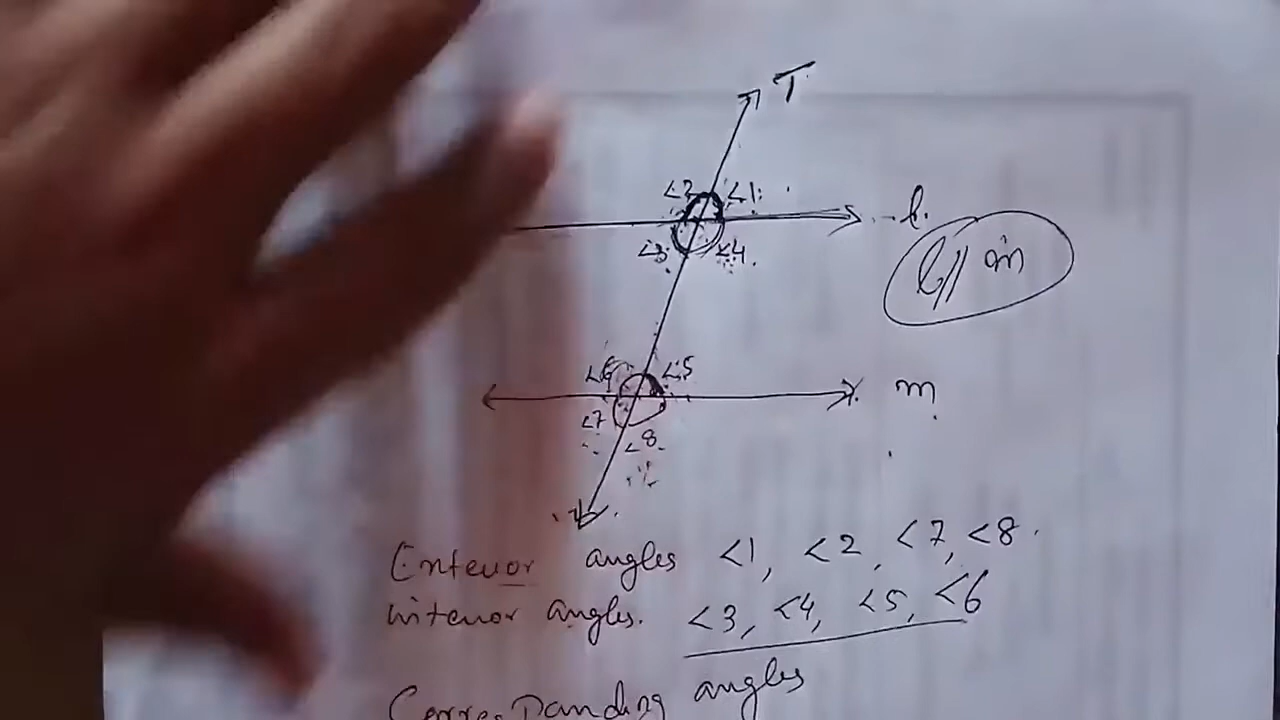 T
<2 <1
l
<3 <4
l // m
<6 <5
m
<7
<8
Exterior angles <1, <2, <7, <8.
interior angles. <3, <4, <5, <6
Corresponding angles